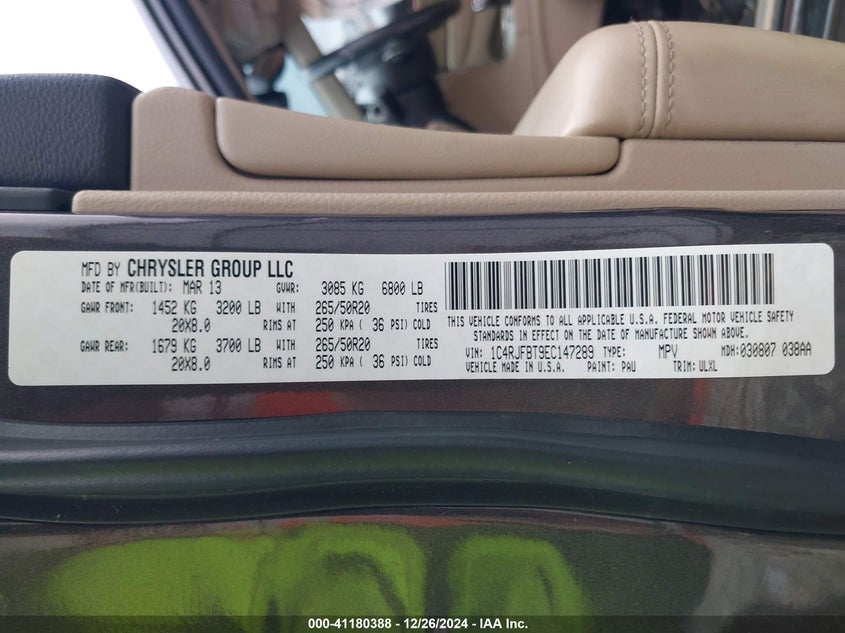 MFD BY CHRYSLER GROUP LLC
DATE OF MFR(BUILT): MAR 13 GVWR: 3085 KG 6800 LB
GAWR FRONT: 1452 KG 3200 LB WITH 265/50R20 TIRES
20X8.0 RIMS AT 250 KPA ( 36 PSI) COLD
GAWR REAR: 1679 KG 3700 LB WITH 265/50R20 TIRES
20X8.0 RIMS AT 250 KPA ( 36 PSI) COLD
THIS VEHICLE CONFORMS TO ALL APPLICABLE U.S.A. FEDERAL MOTOR VEHICLE SAFETY
STANDARDS IN EFFECT ON THE DATE OF MANUFACTURE SHOWN ABOVE.
VIN: 1C4RJFBT9EC147289 TYPE: MPV MDH:030807 038AA
VEHICLE MADE IN U.S.A. PAINT: PAU TRIM: ULXL
000-41180388 - 12/26/2024 - IAA Inc.